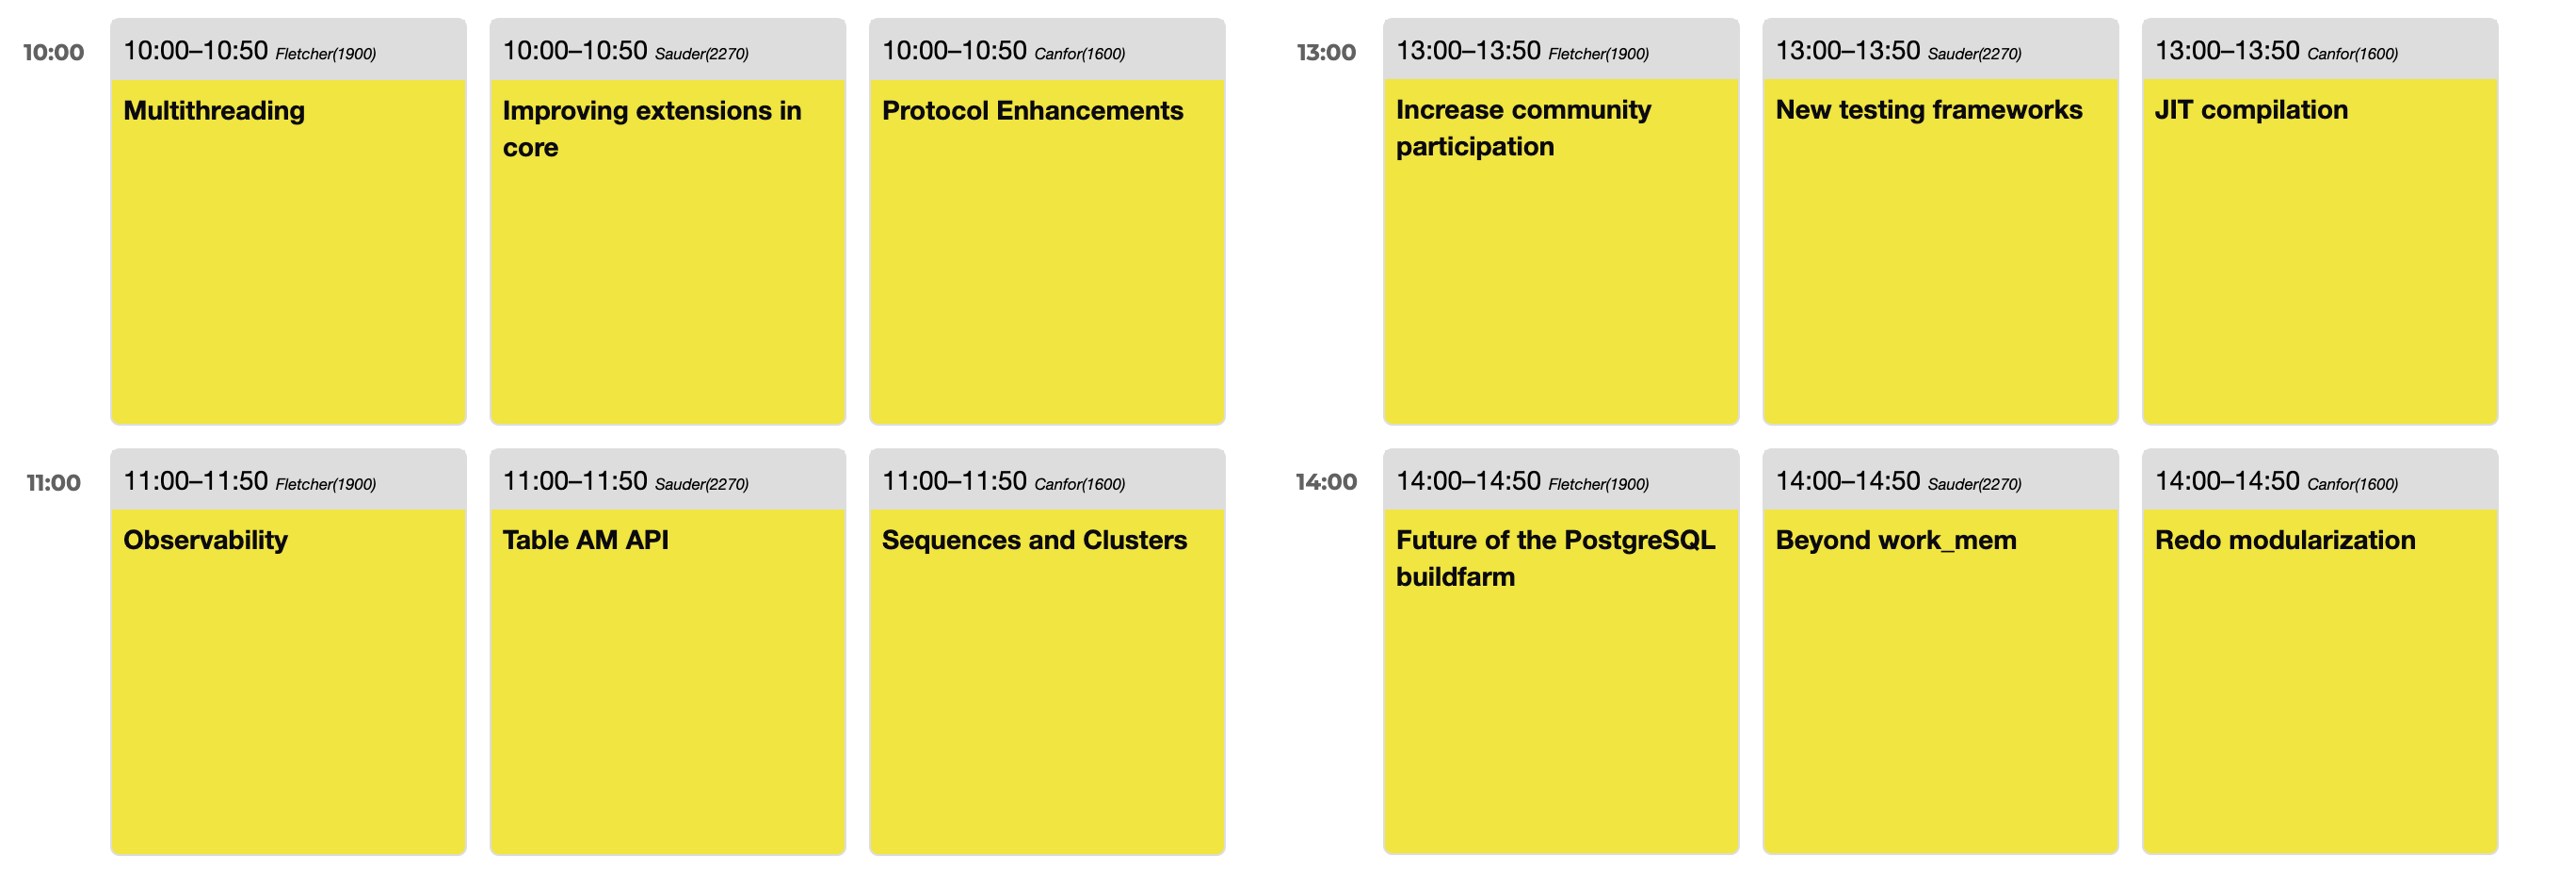 10:00
10:00–10:50 Fletcher(1900)
Multithreading
10:00–10:50 Sauder(2270)
Improving extensions in
core
10:00–10:50 Canfor(1600)
Protocol Enhancements
11:00
11:00–11:50 Fletcher(1900)
Observability
11:00–11:50 Sauder(2270)
Table AM API
11:00–11:50 Canfor(1600)
Sequences and Clusters
13:00
13:00–13:50 Fletcher(1900)
Increase community
participation
13:00–13:50 Sauder(2270)
New testing frameworks
13:00–13:50 Canfor(1600)
JIT compilation
14:00
14:00–14:50 Fletcher(1900)
Future of the PostgreSQL
buildfarm
14:00–14:50 Sauder(2270)
Beyond work_mem
14:00–14:50 Canfor(1600)
Redo modularization